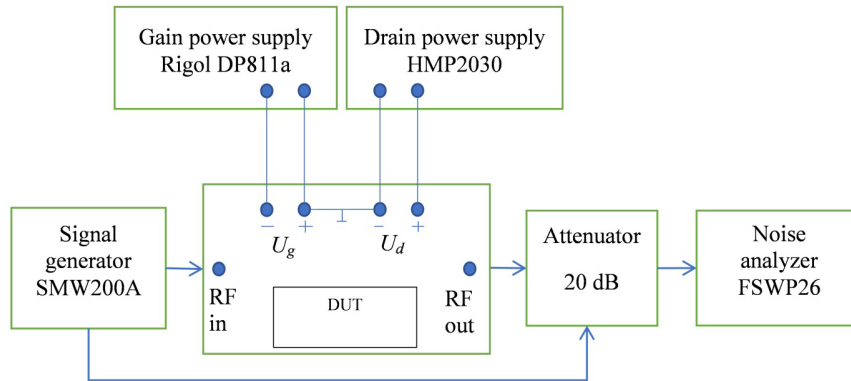 Gain power supply
Rigol DP811a
Drain power supply
HMP2030
Signal
generator
SMW200A
− + - +
U_g U_d
RF
in
DUT
RF
out
Attenuator
20 dB
Noise
analyzer
FSWP26